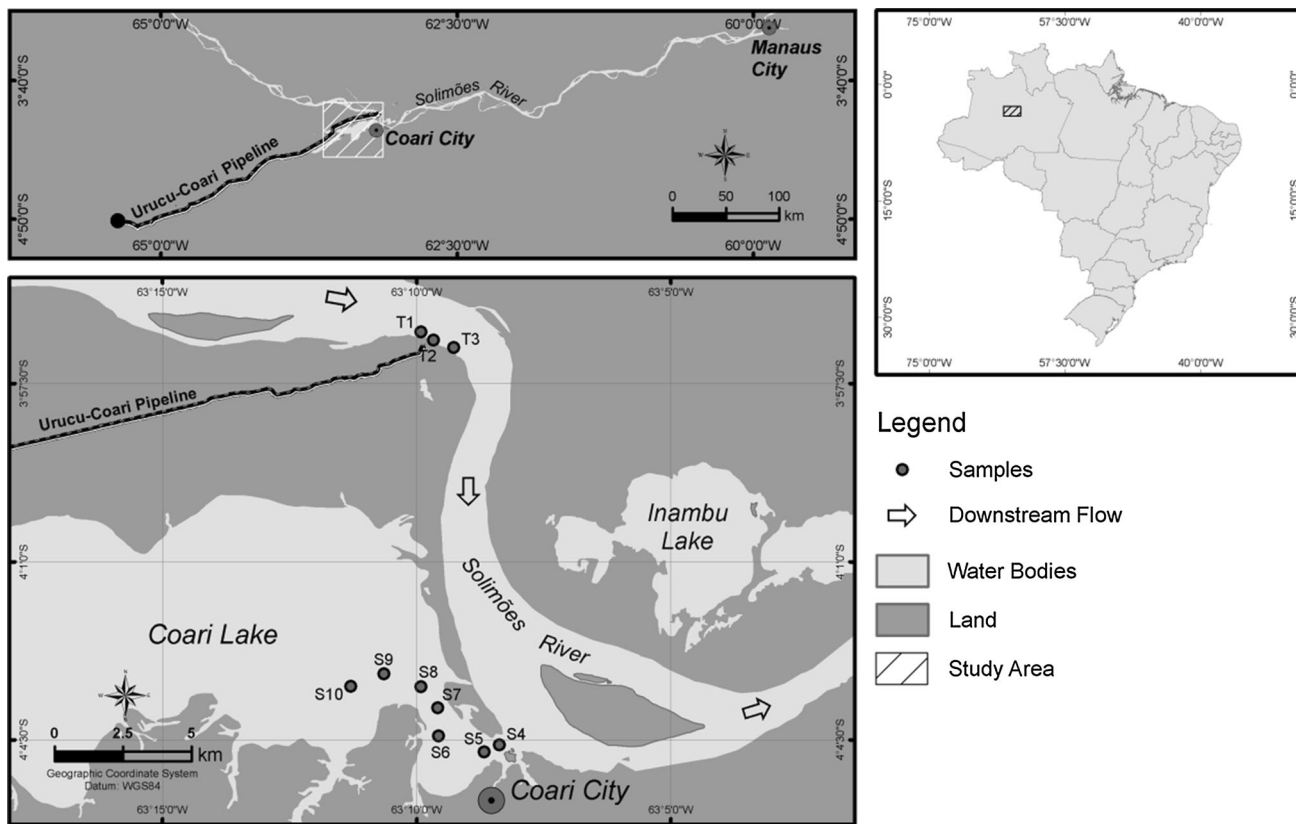 65°0'0"W
62°30'0"W
60°0'0"W
Manaus
City
3°40'0"S
3°40'0"S
Solimões River
Coari City
Urucu-Coari Pipeline
N
W
E
S
0 50 100
km
4°50'0"S
4°50'0"S
65°0'0"W
62°30'0"W
60°0'0"W
75°0'0"W
57°30'0"W
40°0'0"W
0°0'0"
0°0'0"
15°0'0"S
15°0'0"S
30°0'0"S
30°0'0"S
75°0'0"W
57°30'0"W
40°0'0"W
63°15'0"W
63°10'0"W
63°5'0"W
T1
T2
T3
3°57'30"S
3°57'30"S
Urucu-Coari Pipeline
Inambu
Lake
4°1'0"S
4°1'0"S
Solimões River
Coari Lake
S9
S10
S8
S7
S6
S5
S4
N
W
E
S
0 2.5 5
km
Geographic Coordinate System
Datum: WGS84
4°4'30"S
4°4'30"S
Coari City
63°15'0"W
63°10'0"W
63°5'0"W
Legend
Samples
Downstream Flow
Water Bodies
Land
Study Area